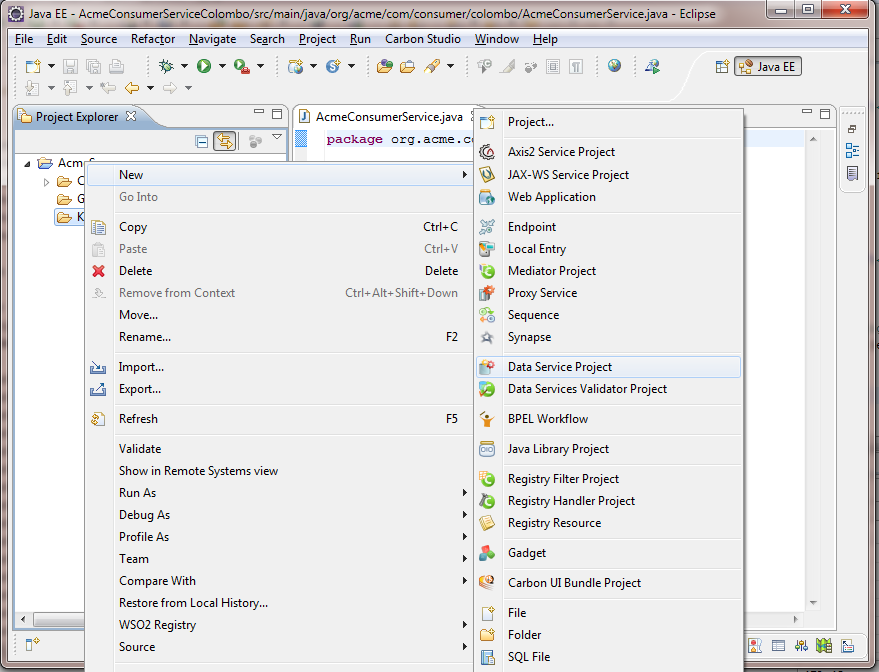 Java EE - AcmeConsumerServiceColombo/src/main/java/org/acme/com/consumer/colombo/AcmeConsumerService.java - Eclipse
File Edit Source Refactor Navigate Search Project Run Carbon Studio Window Help
Java EE
Project Explorer
AcmeConsumerService.java
package org.acme.co
Acme
C
G
K
New
Go Into
Copy Ctrl+C
Paste Ctrl+V
Delete Delete
Remove from Context Ctrl+Alt+Shift+Down
Move...
Rename... F2
Import...
Export...
Refresh F5
Validate
Show in Remote Systems view
Run As
Debug As
Profile As
Team
Compare With
Restore from Local History...
WSO2 Registry
Source
Project...
Axis2 Service Project
JAX-WS Service Project
Web Application
Endpoint
Local Entry
Mediator Project
Proxy Service
Sequence
Synapse
Data Service Project
Data Services Validator Project
BPEL Workflow
Java Library Project
Registry Filter Project
Registry Handler Project
Registry Resource
Gadget
Carbon UI Bundle Project
File
Folder
SQL File